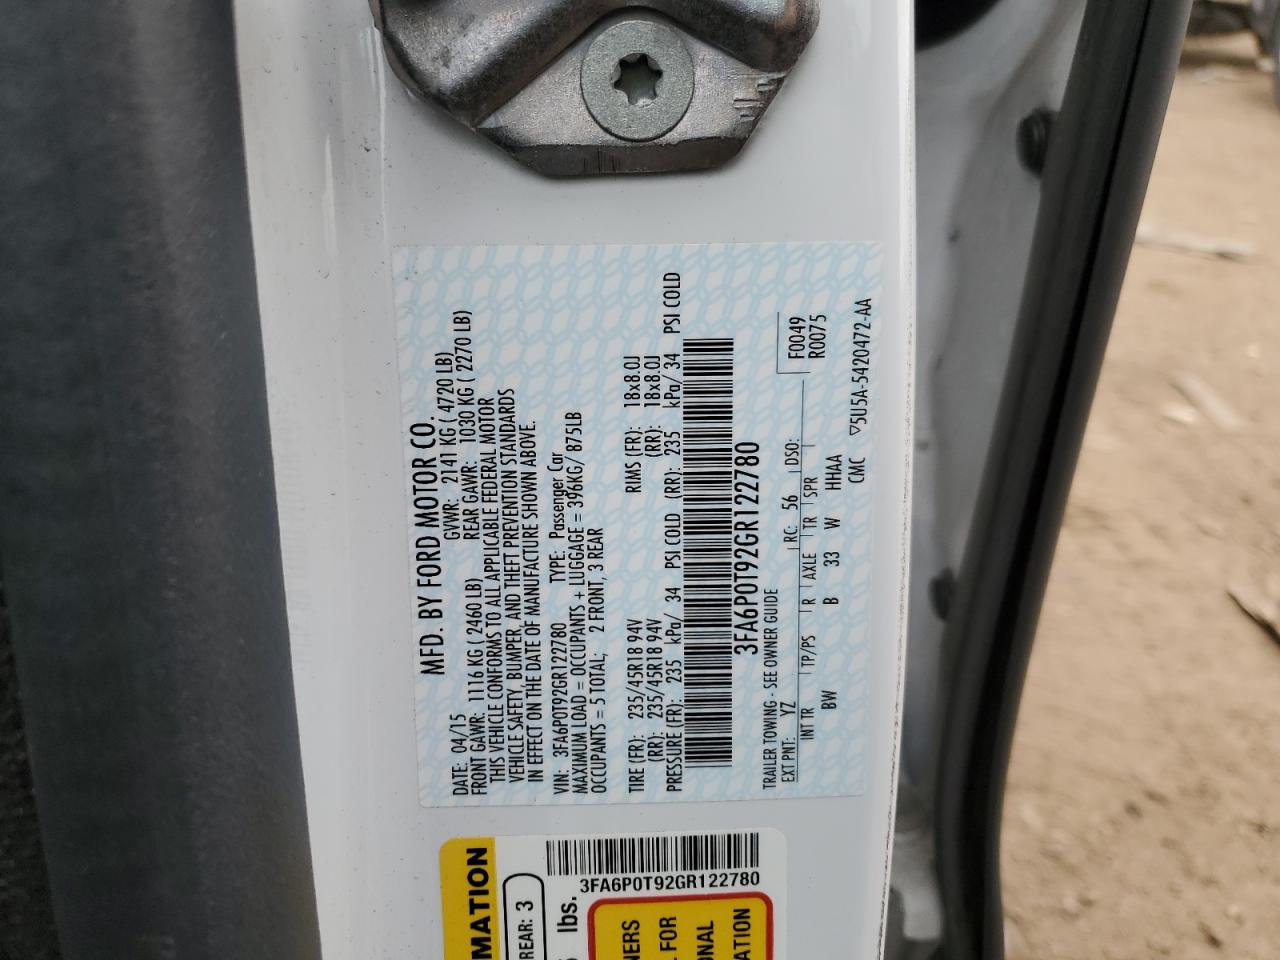 MFD. BY FORD MOTOR CO.
DATE: 04/15 GVWR: 2141 KG ( 4720 LB)
FRONT GAWR: 1116 KG ( 2460 LB) REAR GAWR: 1030 KG ( 2270 LB)
THIS VEHICLE CONFORMS TO ALL APPLICABLE FEDERAL MOTOR
VEHICLE SAFETY, BUMPER, AND THEFT PREVENTION STANDARDS
IN EFFECT ON THE DATE OF MANUFACTURE SHOWN ABOVE.
VIN: 3FA6P0T92GR122780 TYPE: Passenger Car
MAXIMUM LOAD = OCCUPANTS + LUGGAGE = 396KG/ 875LB
OCCUPANTS = 5 TOTAL; 2 FRONT, 3 REAR
TIRE (FR): 235/45R18 94V RIMS (FR): 18x8.0J
(RR): 235/45R18 94V (RR): 18x8.0J
PRESSURE (FR): 235 kPa/ 34 PSI COLD (RR): 235 kPa/ 34 PSI COLD
3FA6P0T92GR122780
TRAILER TOWING - SEE OWNER GUIDE F0049
EXT PNT: YZ RC: 56 DSO: R0075
INT TR TP/PS R AXLE TR SPR
BW B 33 W HHAA
CMC ▽5U5A-5420472-AA
3FA6P0T92GR122780
MATION
REAR: 3
lbs.
NERS
FOR
ONAL
ATION